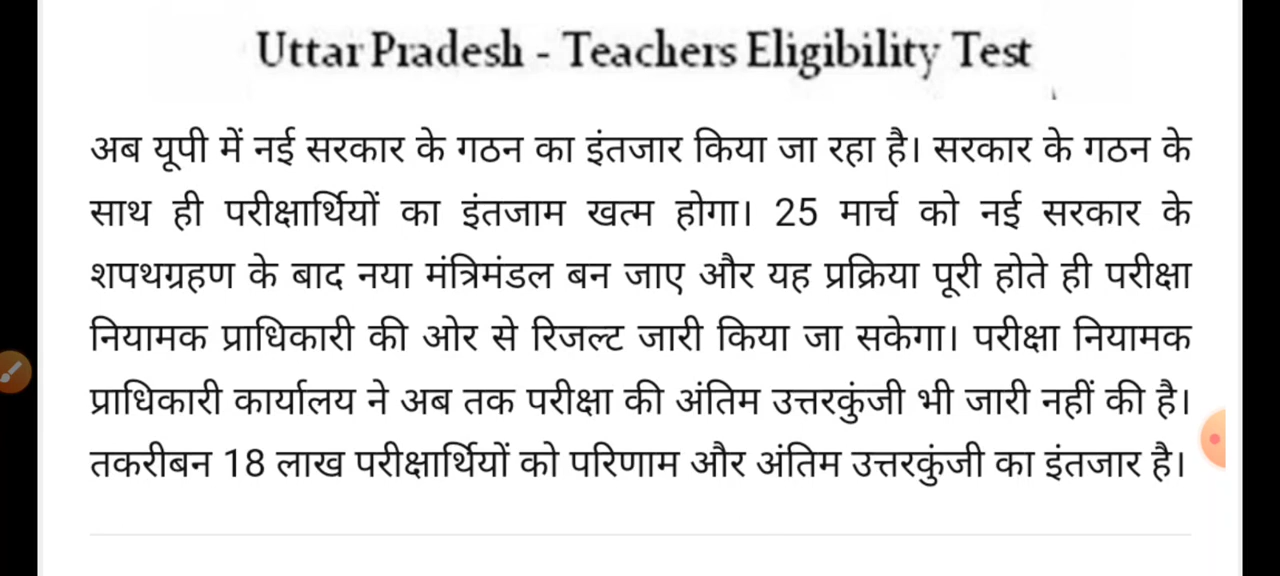 Uttar Pradesh - Teachers Eligibility Test
अब यूपी में नई सरकार के गठन का इंतजार किया जा रहा है। सरकार के गठन के
साथ ही परीक्षार्थियों का इंतजाम खत्म होगा। 25 मार्च को नई सरकार के
शपथग्रहण के बाद नया मंत्रिमंडल बन जाए और यह प्रक्रिया पूरी होते ही परीक्षा
नियामक प्राधिकारी की ओर से रिजल्ट जारी किया जा सकेगा। परीक्षा नियामक
प्राधिकारी कार्यालय ने अब तक परीक्षा की अंतिम उत्तरकुंजी भी जारी नहीं की है।
तकरीबन 18 लाख परीक्षार्थियों को परिणाम और अंतिम उत्तरकुंजी का इंतजार है।